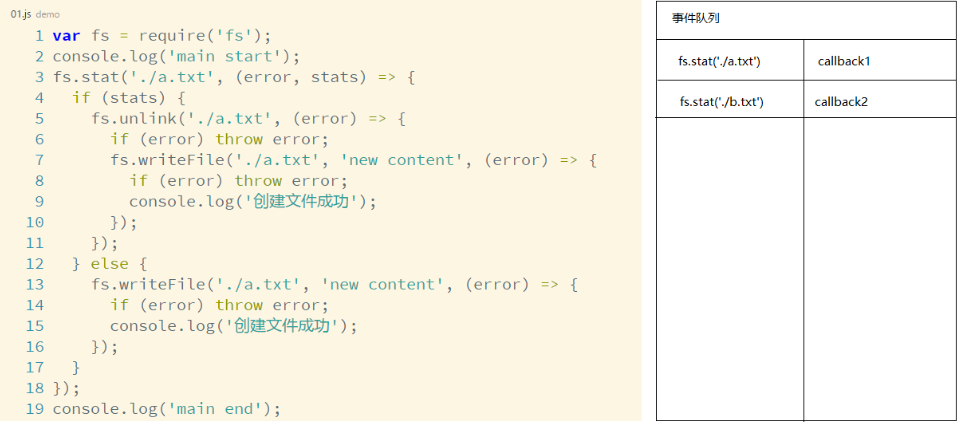 01.js demo
1 var fs = require('fs');
2 console.log('main start');
3 fs.stat('./a.txt', (error, stats) => {
4 if (stats) {
5 fs.unlink('./a.txt', (error) => {
6 if (error) throw error;
7 fs.writeFile('./a.txt', 'new content', (error) => {
8 if (error) throw error;
9 console.log('创建文件成功');
10 });
11 });
12 } else {
13 fs.writeFile('./a.txt', 'new content', (error) => {
14 if (error) throw error;
15 console.log('创建文件成功');
16 });
17 }
18 });
19 console.log('main end');
事件队列
fs.stat('./a.txt') callback1
fs.stat('./b.txt') callback2